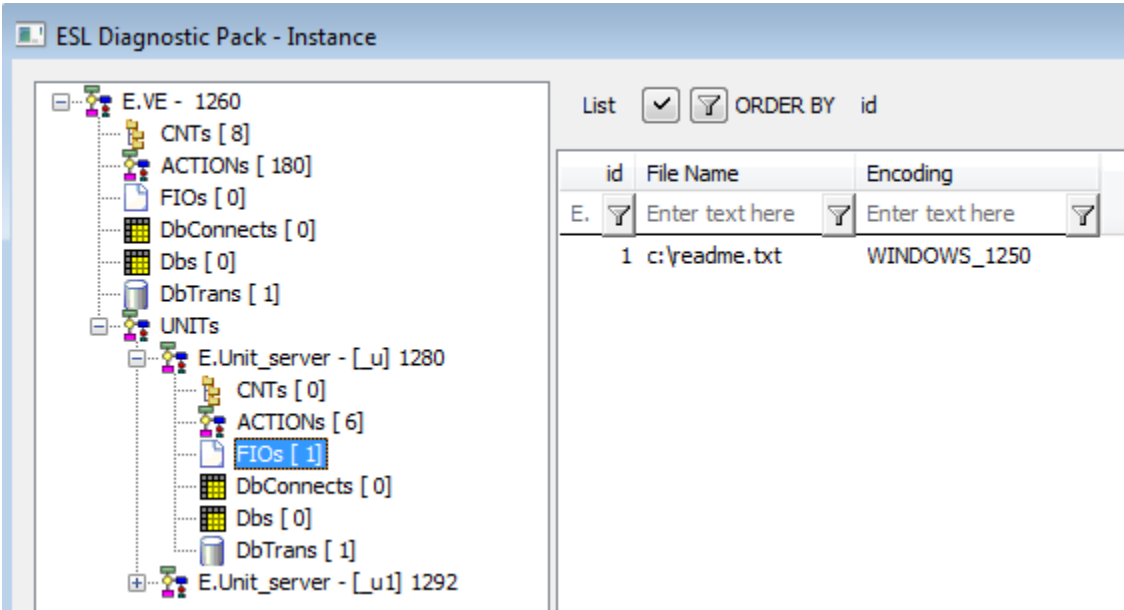 ESL Diagnostic Pack - Instance
E.VE - 1260
CNTs [ 8]
ACTIONs [ 180]
FIOs [ 0]
DbConnects [ 0]
Dbs [ 0]
DbTrans [ 1]
UNITs
E.Unit_server - [_u] 1280
CNTs [ 0]
ACTIONs [ 6]
FIOs [ 1]
DbConnects [ 0]
Dbs [ 0]
DbTrans [ 1]
E.Unit_server - [_u1] 1292
List ORDER BY id
id File Name Encoding
E. Enter text here Enter text here
1 c:\readme.txt WINDOWS_1250